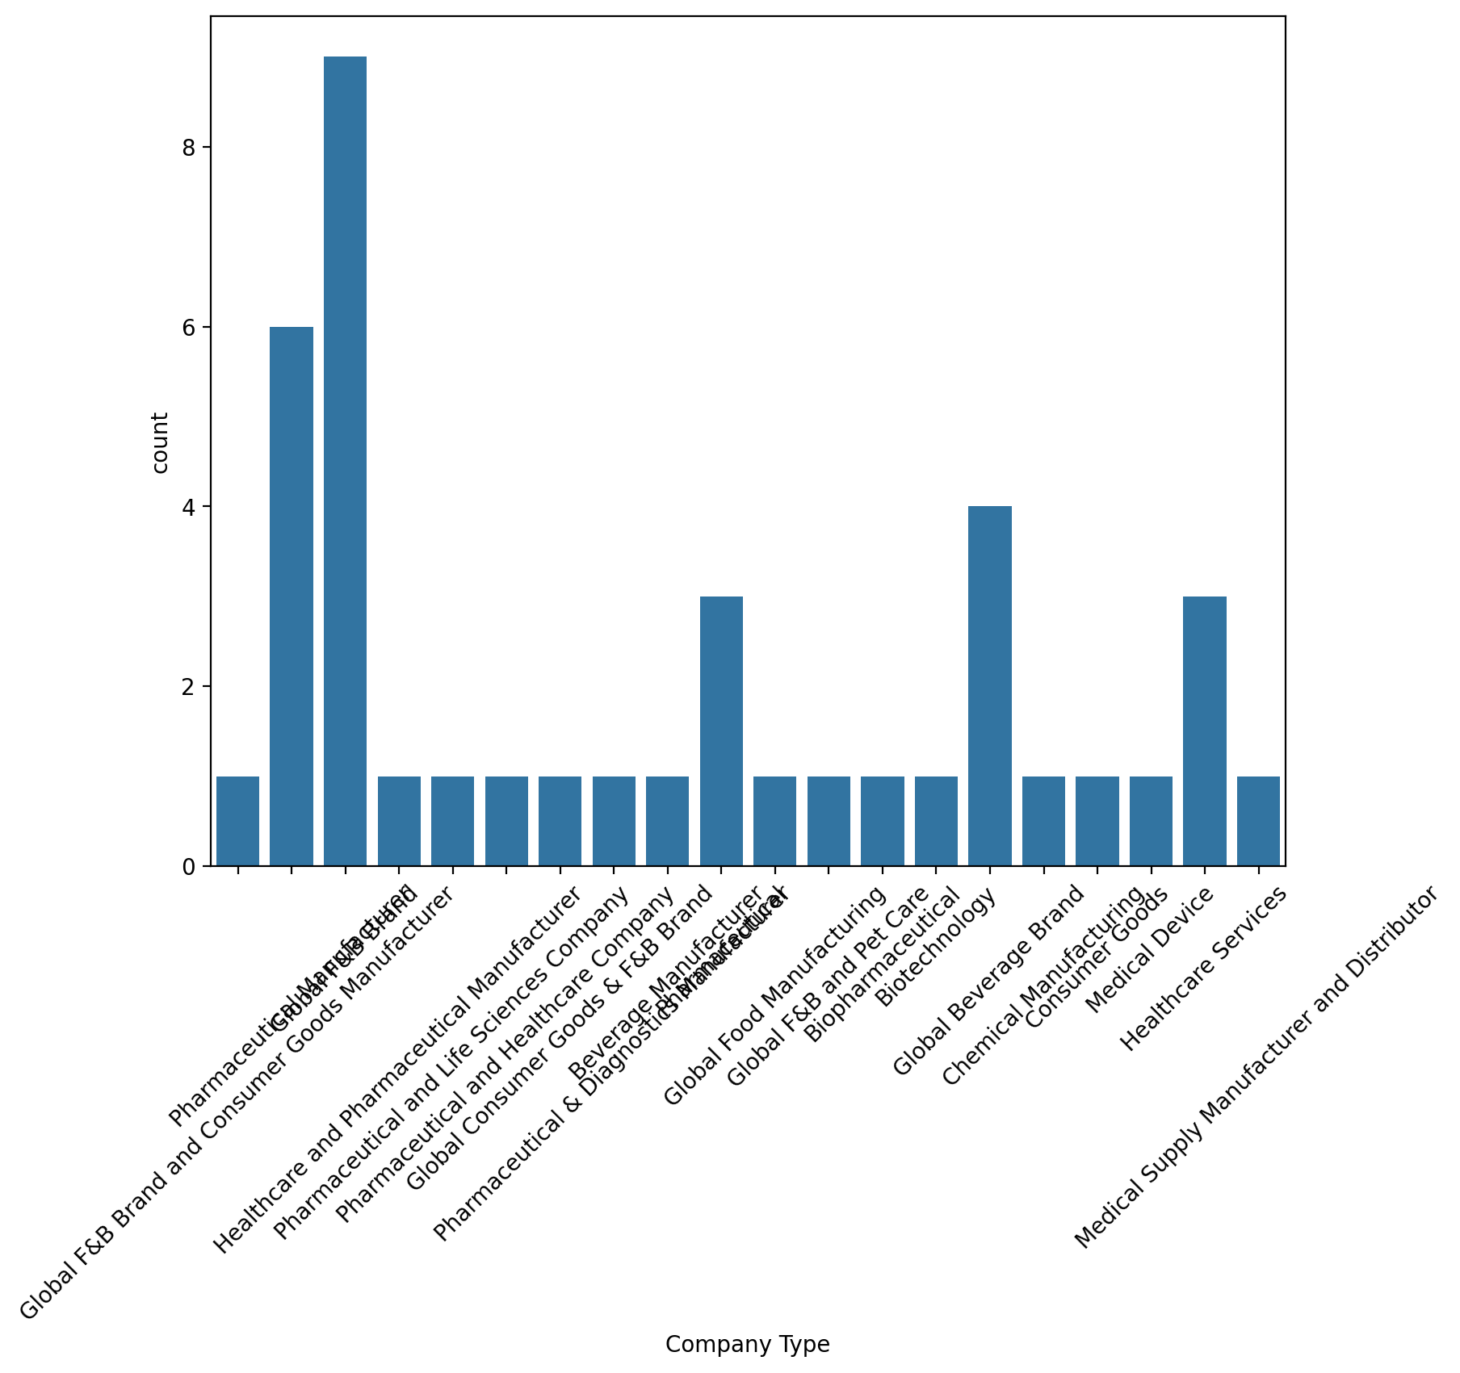 8
6
4
2
0
count
Global F&B Brand and Consumer Goods Manufacturer
Global F&B Brand
Pharmaceutical Manufacturer
Healthcare and Pharmaceutical Manufacturer
Pharmaceutical and Life Sciences Company
Pharmaceutical and Healthcare Company
Global Consumer Goods & F&B Brand
Pharmaceutical & Diagnostics Manufacturer
Beverage Manufacturer
Pharmaceutical
Global Food Manufacturing
Global F&B and Pet Care
Biopharmaceutical
Biotechnology
Global Beverage Brand
Chemical Manufacturing
Consumer Goods
Medical Device
Healthcare Services
Medical Supply Manufacturer and Distributor
Company Type